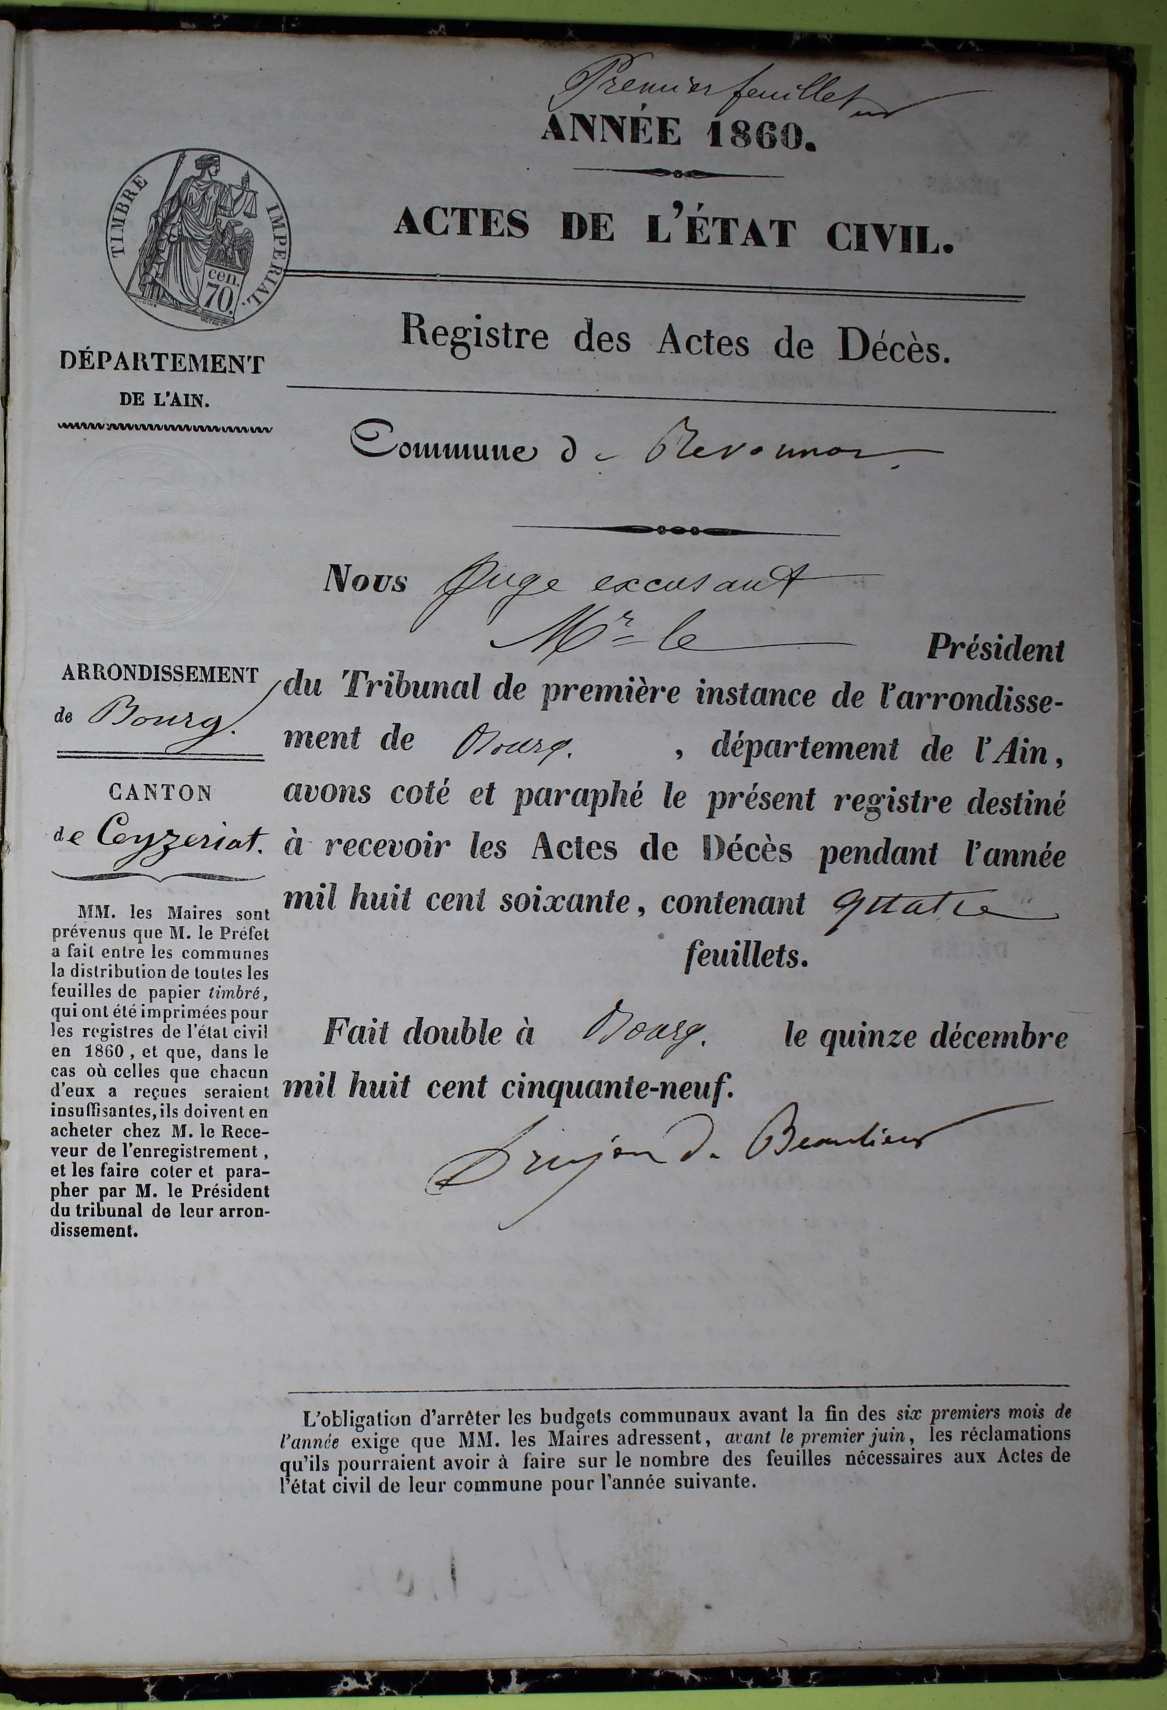 Premier feuillet
ANNÉE 1860.
ACTES DE L'ÉTAT CIVIL.
TIMBRE IMPÉRIAL.
cen.
70.
Registre des Actes de Décès.
DÉPARTEMENT
DE L'AIN.
Commune de Revonnas.
Nous Juge excusant
Mr le Président
ARRONDISSEMENT
de Bourg.
du Tribunal de première instance de l'arrondisse-
ment de Bourg. , département de l'Ain,
avons coté et paraphé le présent registre destiné
à recevoir les Actes de Décès pendant l'année
mil huit cent soixante, contenant quatre
feuillets.
CANTON
de Ceyzeriat.
MM. les Maires sont
prévenus que M. le Préfet
a fait entre les communes
la distribution de toutes les
feuilles de papier timbré,
qui ont été imprimées pour
les registres de l'état civil
en 1860, et que, dans le
cas où celles que chacun
d'eux a reçues seraient
insuffisantes, ils doivent en
acheter chez M. le Rece-
veur de l'enregistrement,
et les faire coter et para-
pher par M. le Président
du tribunal de leur arron-
dissement.
Fait double à Bourg. le quinze décembre
mil huit cent cinquante-neuf.
de Beaulieu
L'obligation d'arrêter les budgets communaux avant la fin des six premiers mois de
l'année exige que MM. les Maires adressent, avant le premier juin, les réclamations
qu'ils pourraient avoir à faire sur le nombre des feuilles nécessaires aux Actes de
l'état civil de leur commune pour l'année suivante.